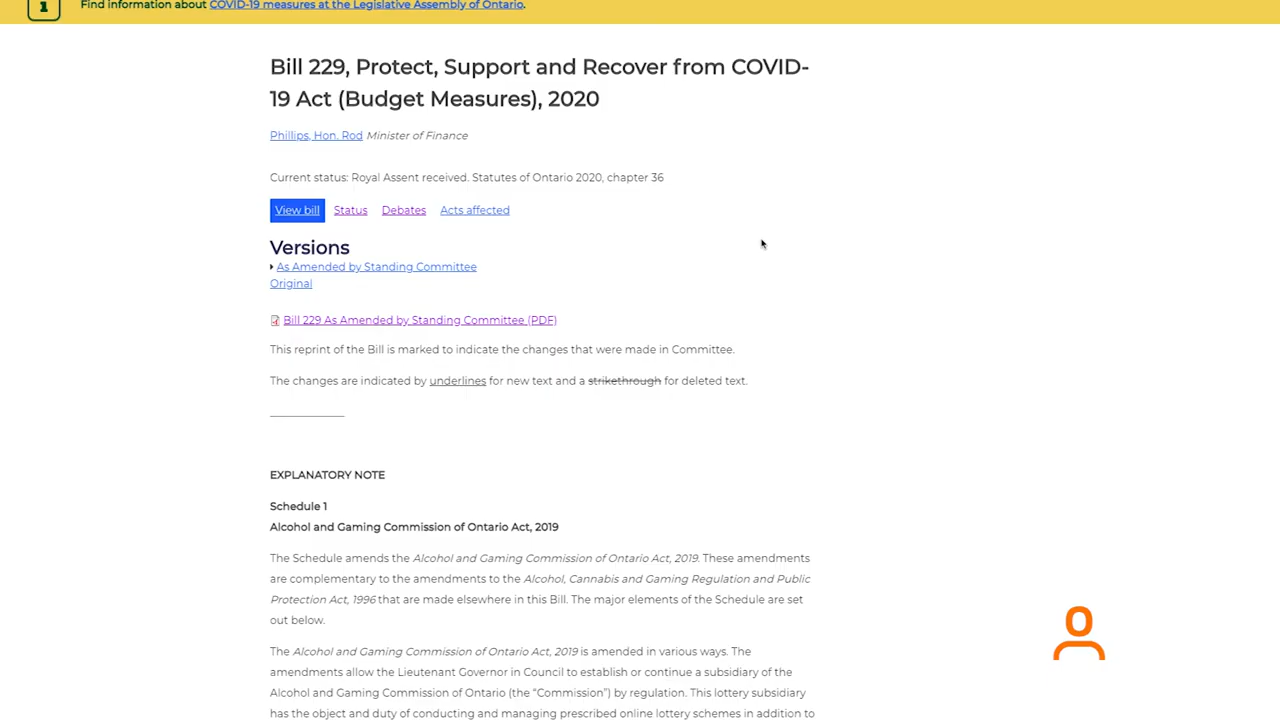 Find information about COVID-19 measures at the Legislative Assembly of Ontario.
Bill 229, Protect, Support and Recover from COVID-
19 Act (Budget Measures), 2020
Phillips, Hon. Rod Minister of Finance
Current status: Royal Assent received. Statutes of Ontario 2020, chapter 36
View bill Status Debates Acts affected
Versions
As Amended by Standing Committee
Original
Bill 229 As Amended by Standing Committee (PDF)
This reprint of the Bill is marked to indicate the changes that were made in Committee.
The changes are indicated by underlines for new text and a strikethrough for deleted text.
______________
EXPLANATORY NOTE
Schedule 1
Alcohol and Gaming Commission of Ontario Act, 2019
The Schedule amends the Alcohol and Gaming Commission of Ontario Act, 2019. These amendments
are complementary to the amendments to the Alcohol, Cannabis and Gaming Regulation and Public
Protection Act, 1996 that are made elsewhere in this Bill. The major elements of the Schedule are set
out below.
The Alcohol and Gaming Commission of Ontario Act, 2019 is amended in various ways. The
amendments allow the Lieutenant Governor in Council to establish or continue a subsidiary of the
Alcohol and Gaming Commission of Ontario (the “Commission”) by regulation. This lottery subsidiary
has the object and duty of conducting and managing prescribed online lottery schemes in addition to